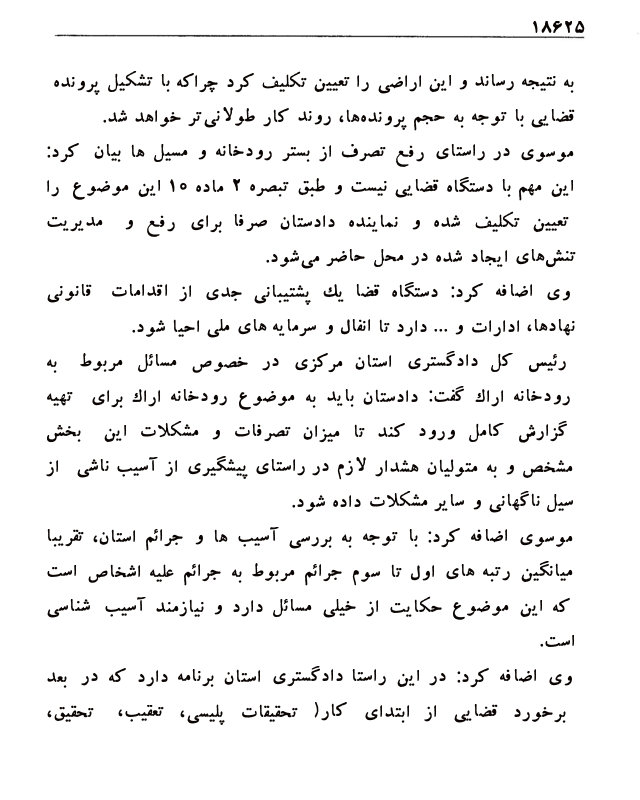 ۱۸۶۲۵
به نتیجه رساند و این اراضی را تعیین تکلیف کرد چراکه با تشکیل پرونده
قضایی با توجه به حجم پرونده‌ها، روند کار طولانی‌تر خواهد شد.
موسوی در راستای رفع تصرف از بستر رودخانه و مسیل ها بیان کرد:
این مهم با دستگاه قضایی نیست و طبق تبصره ۲ ماده ۱۵ این موضوع را
تعیین تکلیف شده و نماینده دادستان صرفا برای رفع و مدیریت
تنش‌های ایجاد شده در محل حاضر می‌شود.
وی اضافه کرد: دستگاه قضا یك پشتیبانی جدی از اقدامات قانونی
نهادها، ادارات و ... دارد تا انفال و سرمایه های ملی احیا شود.
رئیس کل دادگستری استان مرکزی در خصوص مسائل مربوط به
رودخانه اراك گفت: دادستان باید به موضوع رودخانه اراك برای تهیه
گزارش کامل ورود کند تا میزان تصرفات و مشکلات این بخش
مشخص و به متولیان هشدار لازم در راستای پیشگیری از آسیب ناشی از
سیل ناگهانی و سایر مشکلات داده شود.
موسوی اضافه کرد: با توجه به بررسی آسیب ها و جرائم استان، تقریبا
میانگین رتبه های اول تا سوم جرائم مربوط به جرائم علیه اشخاص است
که این موضوع حکایت از خیلی مسائل دارد و نیازمند آسیب شناسی
است.
وی اضافه کرد: در این راستا دادگستری استان برنامه دارد که در بعد
برخورد قضایی از ابتدای کار( تحقیقات پلیسی، تعقیب، تحقیق،